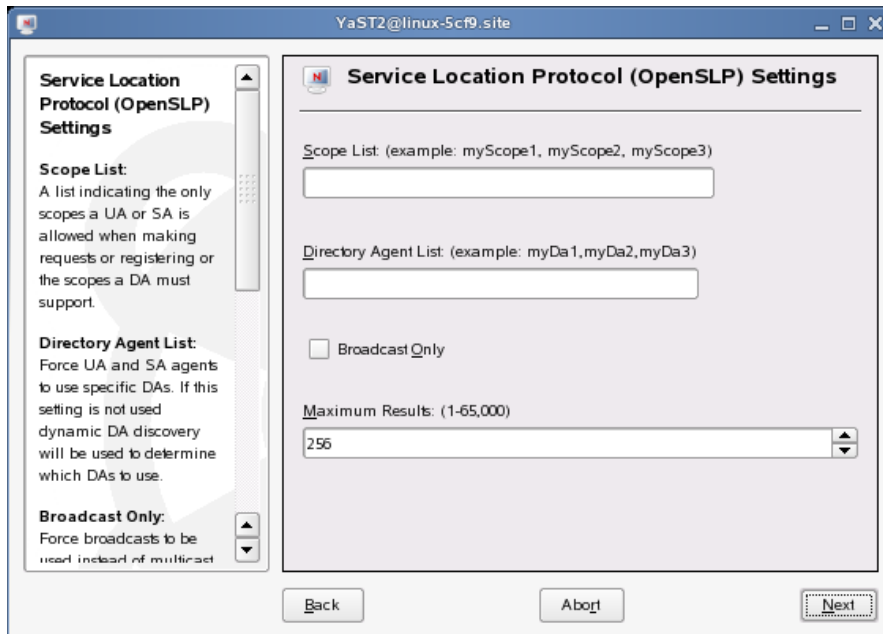 YaST2@linux-5cf9.site
Service Location
Protocol (OpenSLP)
Settings
Scope List:
A list indicating the only
scopes a UA or SA is
allowed when making
requests or registering or
the scopes a DA must
support.
Directory Agent List:
Force UA and SA agents
to use specific DAs. If this
setting is not used
dynamic DA discovery
will be used to determine
which DAs to use.
Broadcast Only:
Force broadcasts to be
used instead of multicast
N Service Location Protocol (OpenSLP) Settings
Scope List: (example: myScope1, myScope2, myScope3)
Directory Agent List: (example: myDa1,myDa2,myDa3)
Broadcast Only
Maximum Results: (1-65,000)
256
Back Abort Next